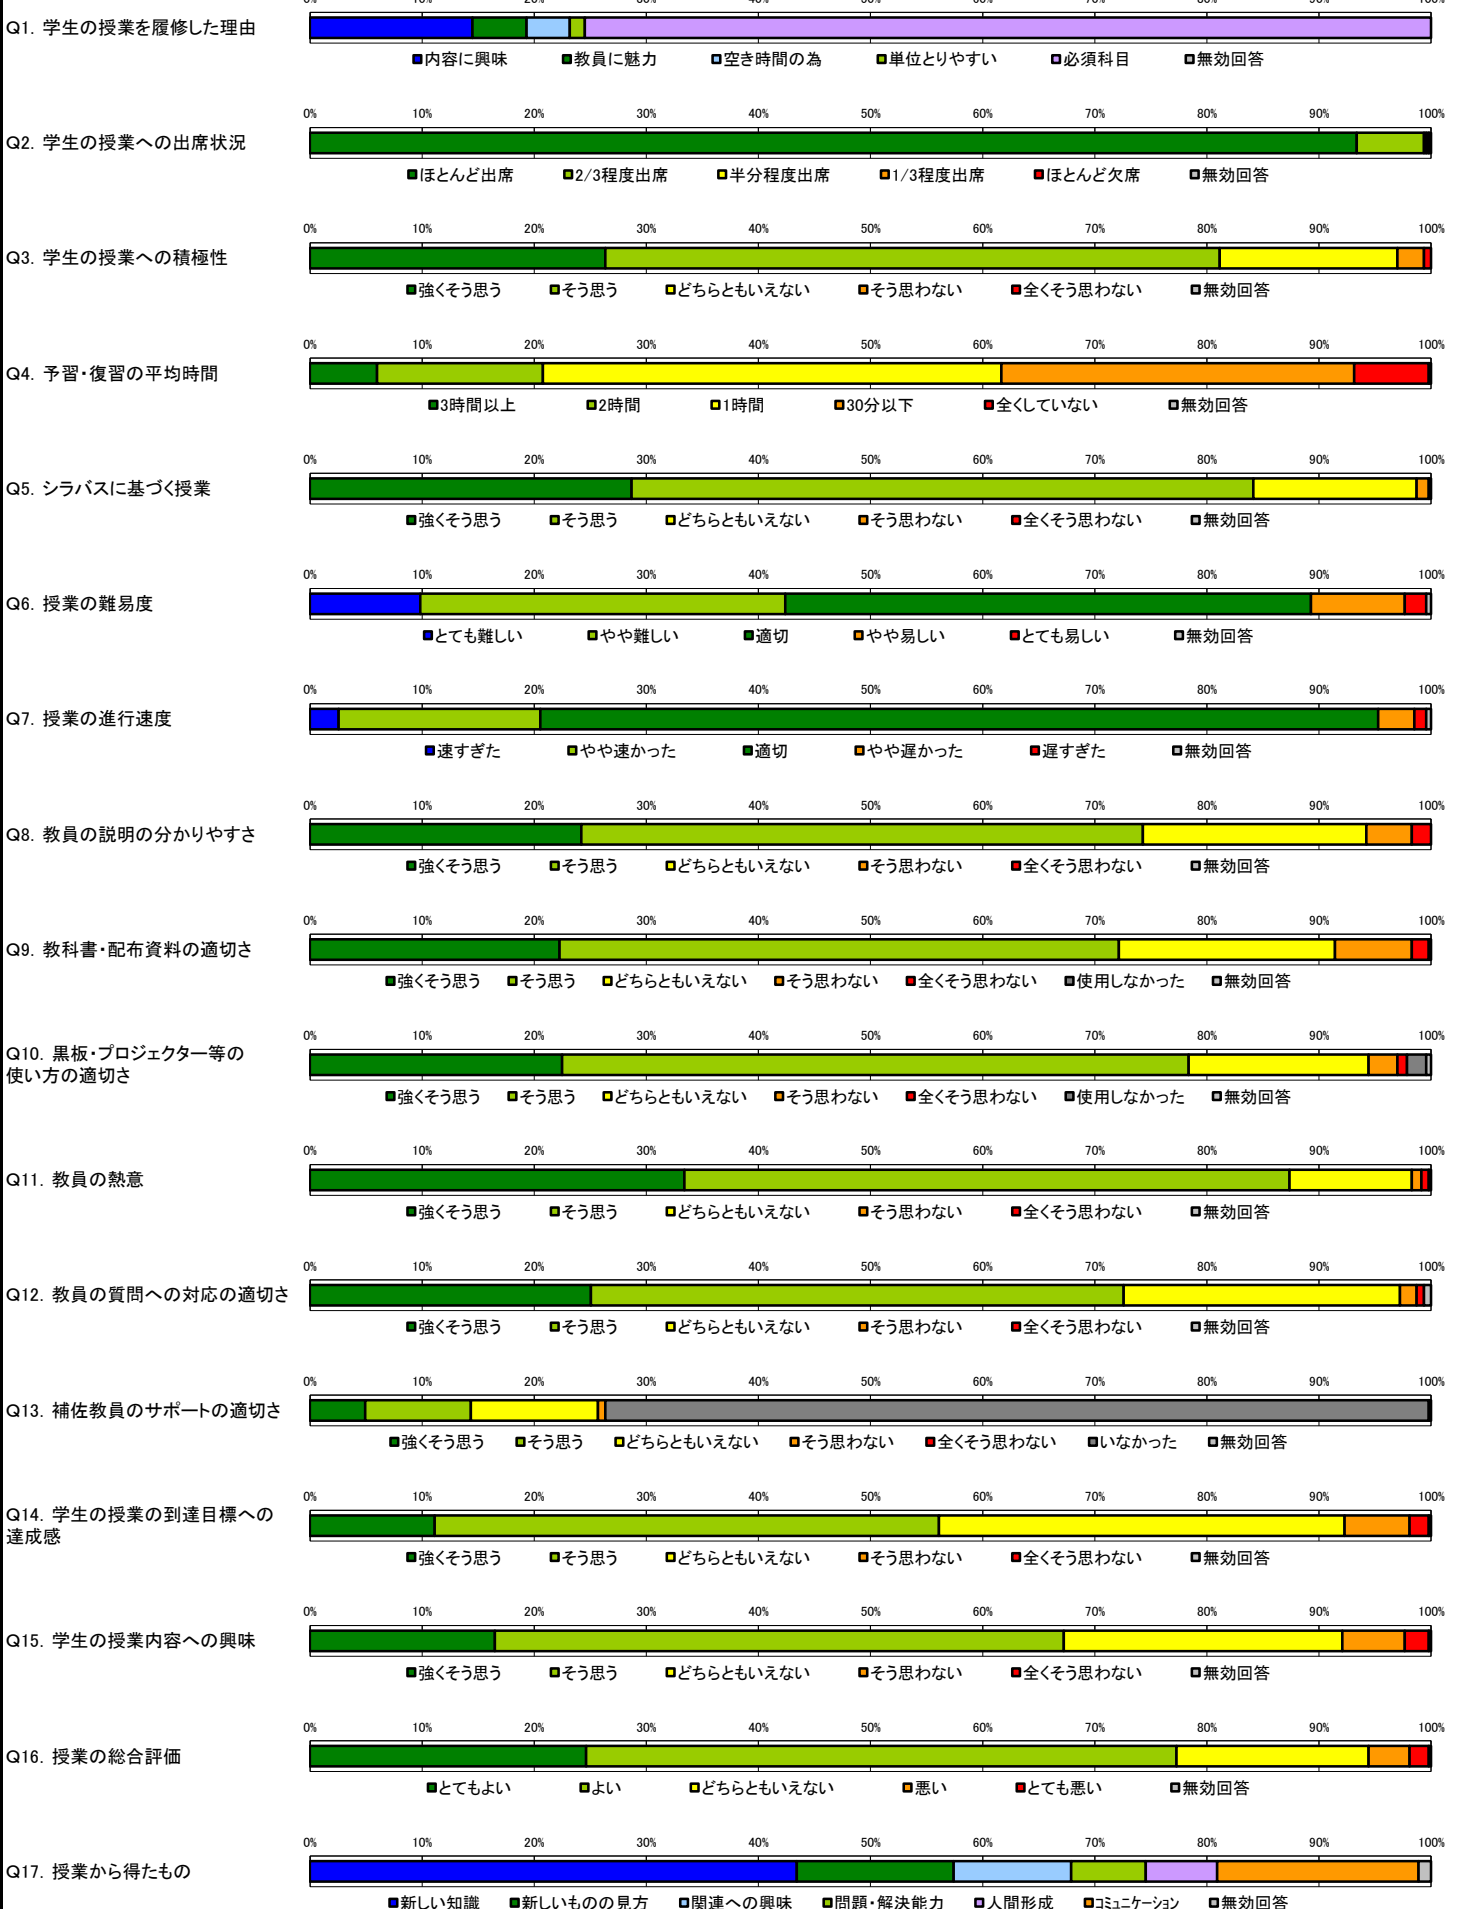 Q1. 学生の授業を履修した理由
■内容に興味 ■教員に魅力 □空き時間の為 ■単位とりやすい ■必須科目 ■無効回答
0% 10% 20% 30% 40% 50% 60% 70% 80% 90% 100%
Q2. 学生の授業への出席状況
■ほとんど出席 ■2/3程度出席 □半分程度出席 ■1/3程度出席 ■ほとんど欠席 ■無効回答
0% 10% 20% 30% 40% 50% 60% 70% 80% 90% 100%
Q3. 学生の授業への積極性
■強くそう思う ■そう思う □どちらともいえない ■そう思わない ■全くそう思わない ■無効回答
0% 10% 20% 30% 40% 50% 60% 70% 80% 90% 100%
Q4. 予習・復習の平均時間
■3時間以上 ■2時間 □1時間 ■30分以下 ■全くしていない ■無効回答
0% 10% 20% 30% 40% 50% 60% 70% 80% 90% 100%
Q5. シラバスに基づく授業
■強くそう思う ■そう思う □どちらともいえない ■そう思わない ■全くそう思わない ■無効回答
0% 10% 20% 30% 40% 50% 60% 70% 80% 90% 100%
Q6. 授業の難易度
■とても難しい ■やや難しい ■適切 ■やや易しい ■とても易しい ■無効回答
0% 10% 20% 30% 40% 50% 60% 70% 80% 90% 100%
Q7. 授業の進行速度
■速すぎた ■やや速かった ■適切 ■やや遅かった ■遅すぎた ■無効回答
0% 10% 20% 30% 40% 50% 60% 70% 80% 90% 100%
Q8. 教員の説明の分かりやすさ
■強くそう思う ■そう思う □どちらともいえない ■そう思わない ■全くそう思わない ■無効回答
0% 10% 20% 30% 40% 50% 60% 70% 80% 90% 100%
Q9. 教科書・配布資料の適切さ
■強くそう思う ■そう思う □どちらともいえない ■そう思わない ■全くそう思わない ■使用しなかった ■無効回答
0% 10% 20% 30% 40% 50% 60% 70% 80% 90% 100%
Q10. 黒板・プロジェクター等の
使い方の適切さ
■強くそう思う ■そう思う □どちらともいえない ■そう思わない ■全くそう思わない ■使用しなかった ■無効回答
0% 10% 20% 30% 40% 50% 60% 70% 80% 90% 100%
Q11. 教員の熱意
■強くそう思う ■そう思う □どちらともいえない ■そう思わない ■全くそう思わない ■無効回答
0% 10% 20% 30% 40% 50% 60% 70% 80% 90% 100%
Q12. 教員の質問への対応の適切さ
■強くそう思う ■そう思う □どちらともいえない ■そう思わない ■全くそう思わない ■無効回答
0% 10% 20% 30% 40% 50% 60% 70% 80% 90% 100%
Q13. 補佐教員のサポートの適切さ
■強くそう思う ■そう思う □どちらともいえない ■そう思わない ■全くそう思わない ■いなかった ■無効回答
0% 10% 20% 30% 40% 50% 60% 70% 80% 90% 100%
Q14. 学生の授業の到達目標への
達成感
■強くそう思う ■そう思う □どちらともいえない ■そう思わない ■全くそう思わない ■無効回答
0% 10% 20% 30% 40% 50% 60% 70% 80% 90% 100%
Q15. 学生の授業内容への興味
■強くそう思う ■そう思う □どちらともいえない ■そう思わない ■全くそう思わない ■無効回答
0% 10% 20% 30% 40% 50% 60% 70% 80% 90% 100%
Q16. 授業の総合評価
■とてもよい ■よい □どちらともいえない ■悪い ■とても悪い ■無効回答
0% 10% 20% 30% 40% 50% 60% 70% 80% 90% 100%
Q17. 授業から得たもの
■新しい知識 ■新しいものの見方 □関連への興味 ■問題・解決能力 ■人間形成 ■コミュニケーション ■無効回答